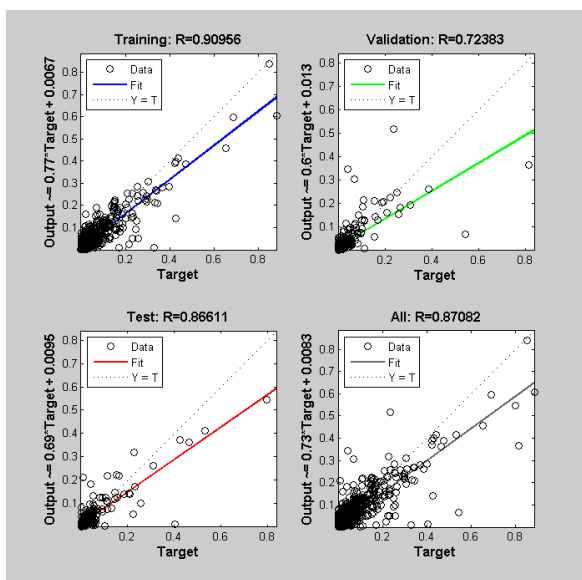 Training: R=0.90956
Output ~= 0.77*Target + 0.0067
0.8
0.7
0.6
0.5
0.4
0.3
0.2
0.1
Data
Fit
Y = T
0.2 0.4 0.6 0.8
Target
Validation: R=0.72383
Output ~= 0.6*Target + 0.013
0.8
0.7
0.6
0.5
0.4
0.3
0.2
0.1
Data
Fit
Y = T
0.2 0.4 0.6 0.8
Target
Test: R=0.86611
Output ~= 0.69*Target + 0.0095
0.8
0.7
0.6
0.5
0.4
0.3
0.2
0.1
Data
Fit
Y = T
0.2 0.4 0.6 0.8
Target
All: R=0.87082
Output ~= 0.73*Target + 0.0083
0.8
0.7
0.6
0.5
0.4
0.3
0.2
0.1
Data
Fit
Y = T
0.2 0.4 0.6 0.8
Target